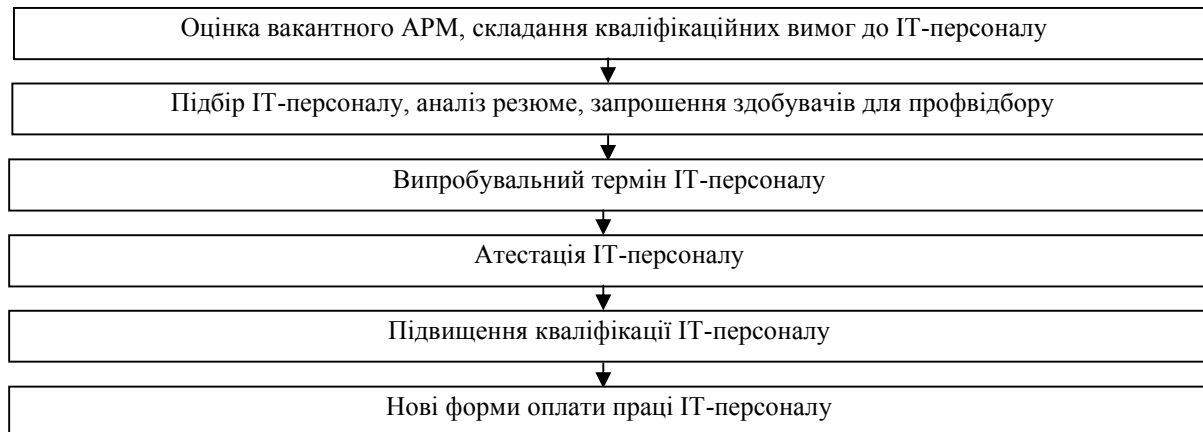 Оцінка вакантного АРМ, складання кваліфікаційних вимог до ІТ-персоналу
Підбір ІТ-персоналу, аналіз резюме, запрошення здобувачів для профвідбору
Випробувальний термін ІТ-персоналу
Атестація ІТ-персоналу
Підвищення кваліфікації ІТ-персоналу
Нові форми оплати праці ІТ-персоналу